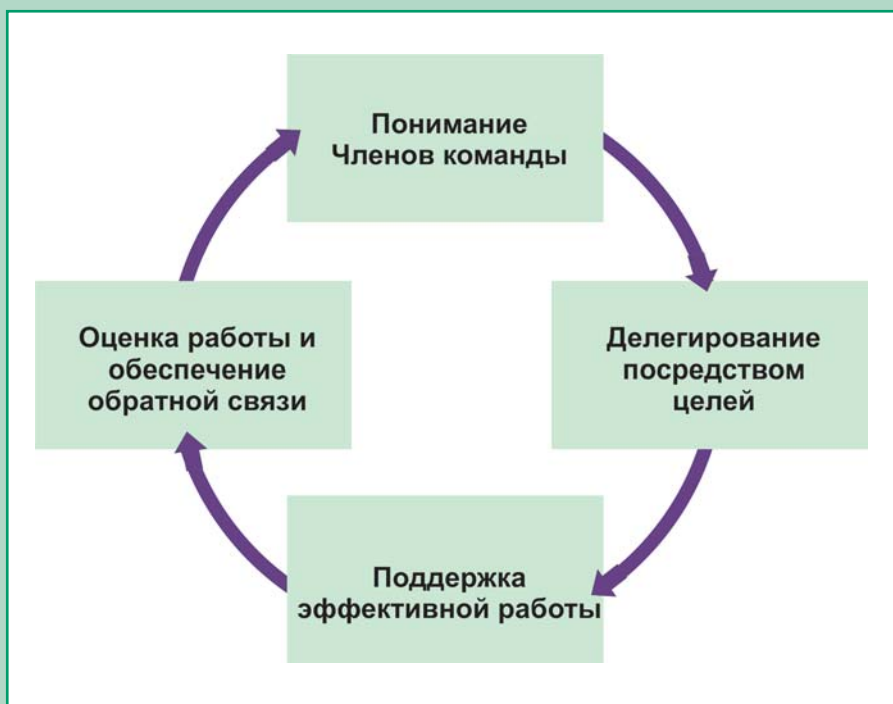 Понимание
Членов команды
Делегирование
посредством
целей
Поддержка
эффективной работы
Оценка работы и
обеспечение
обратной связи